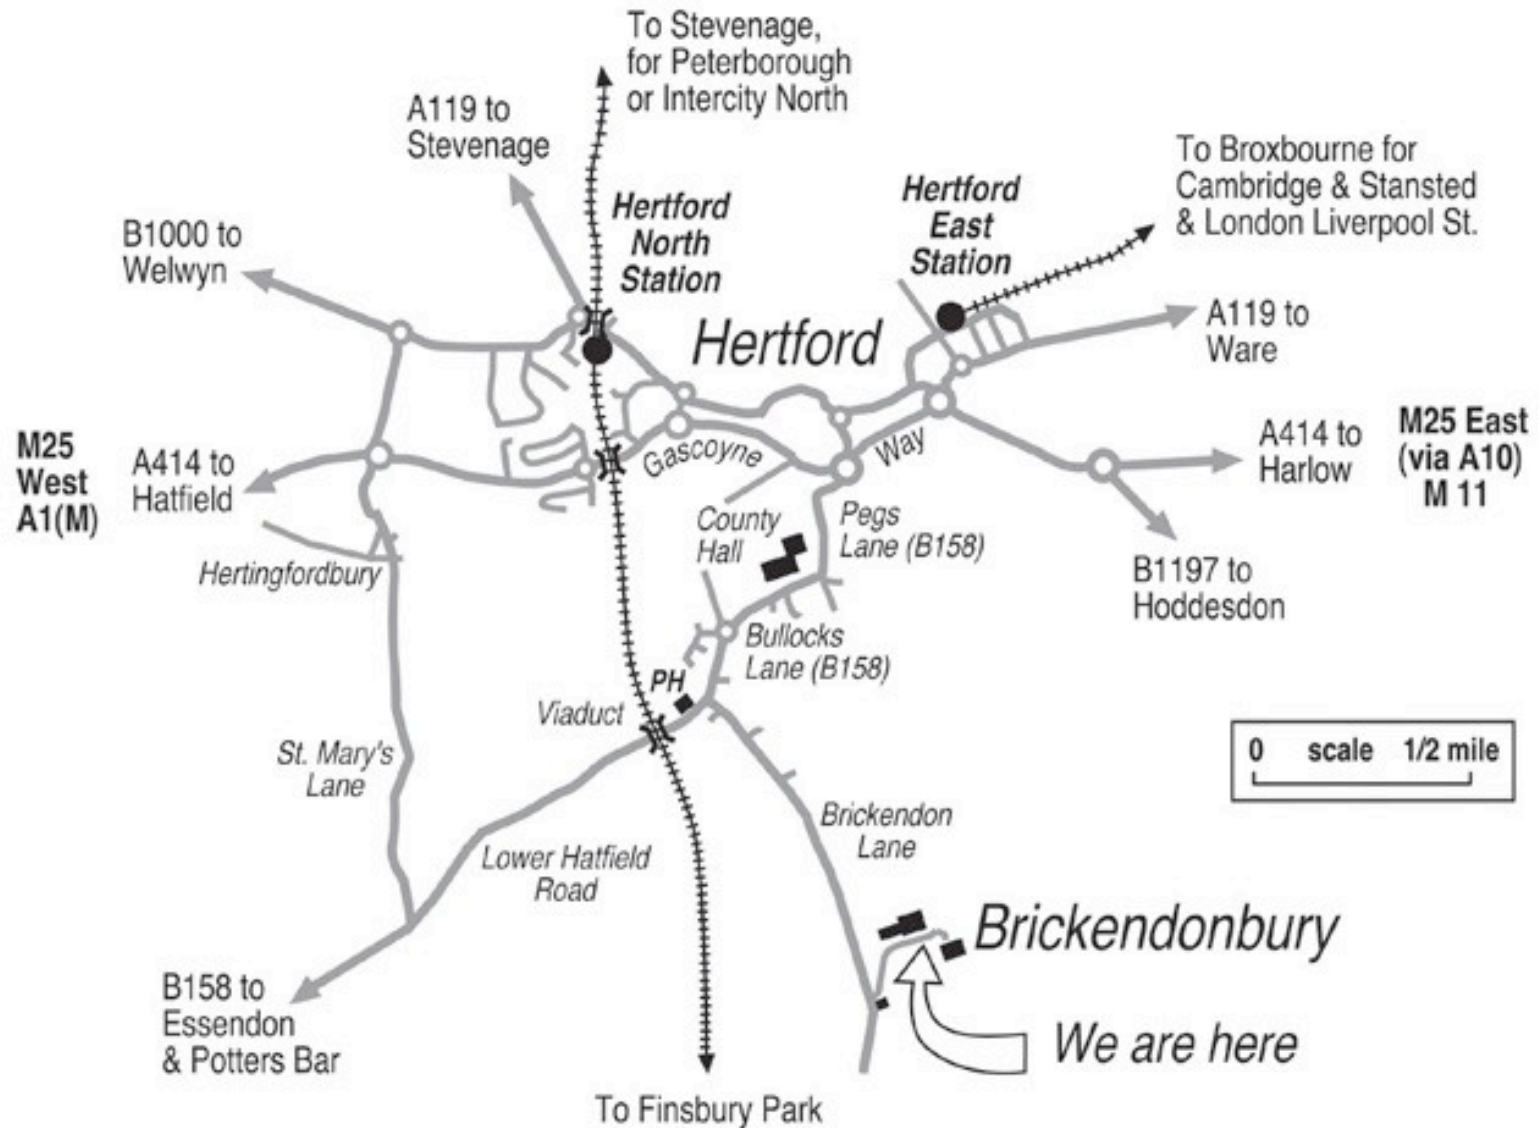 To Stevenage,
for Peterborough
or Intercity North
A119 to
Stevenage
To Broxbourne for
Cambridge & Stansted
& London Liverpool St.
Hertford
North
Station
Hertford
East
Station
B1000 to
Welwyn
A119 to
Ware
Hertford
M25
West
A1(M)
A414 to
Hatfield
Gascoyne
Way
A414 to
Harlow
M25 East
(via A10)
M 11
County
Hall
Pegs
Lane (B158)
Hertingfordbury
B1197 to
Hoddesdon
Bullocks
Lane (B158)
PH
Viaduct
St. Mary's
Lane
0 scale 1/2 mile
Brickendon
Lane
Lower Hatfield
Road
Brickendonbury
B158 to
Essendon
& Potters Bar
We are here
To Finsbury Park